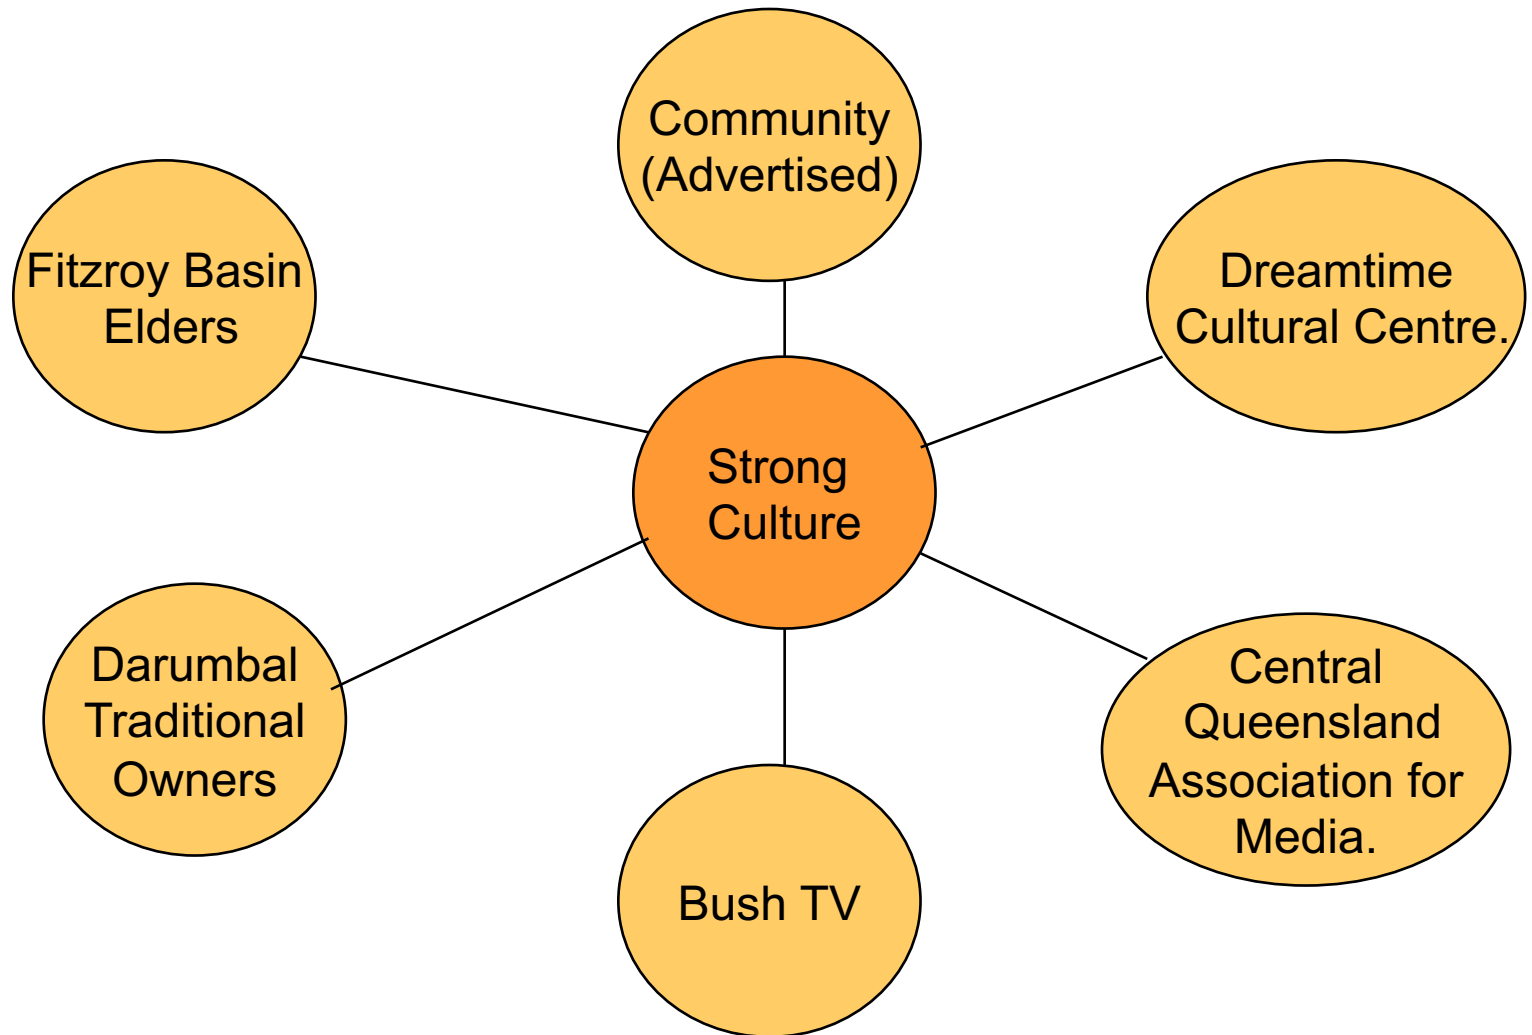 Community
(Advertised)
Fitzroy Basin
Elders
Dreamtime
Cultural Centre.
Strong
Culture
Darumbal
Traditional
Owners
Central
Queensland
Association for
Media.
Bush TV